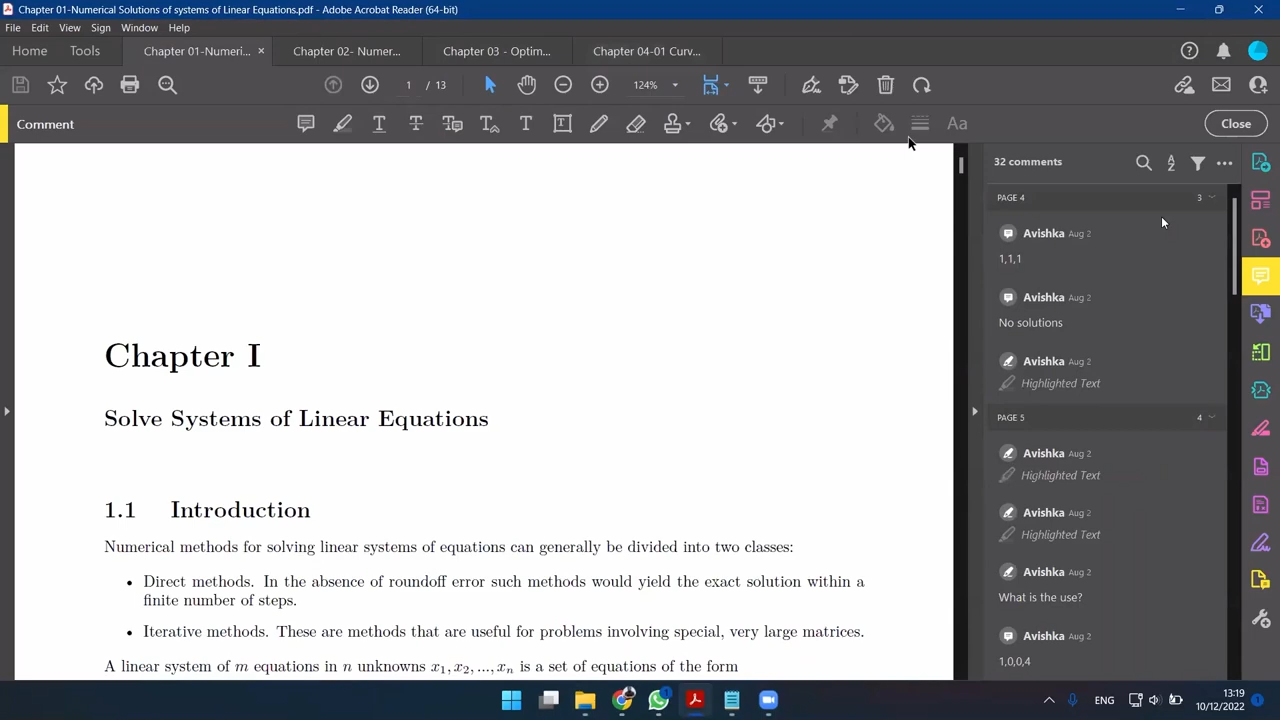 Chapter 01-Numerical Solutions of systems of Linear Equations.pdf - Adobe Acrobat Reader (64-bit)
File Edit View Sign Window Help
Home Tools Chapter 01-Numeri... × Chapter 02- Numer... Chapter 03 - Optim... Chapter 04-01 Curv...
1 / 13 124%
Comment Aa Close
32 comments
PAGE 4 3
Avishka Aug 2
1,1,1
Avishka Aug 2
No solutions
Avishka Aug 2
Highlighted Text
PAGE 5 4
Avishka Aug 2
Highlighted Text
Avishka Aug 2
Highlighted Text
Avishka Aug 2
What is the use?
Avishka Aug 2
1,0,0,4
Chapter I
Solve Systems of Linear Equations
1.1 Introduction
Numerical methods for solving linear systems of equations can generally be divided into two classes:
• Direct methods. In the absence of roundoff error such methods would yield the exact solution within a
finite number of steps.
• Iterative methods. These are methods that are useful for problems involving special, very large matrices.
A linear system of m equations in n unknowns x₁, x₂, ..., xₙ is a set of equations of the form
ENG 13:19
10/12/2022